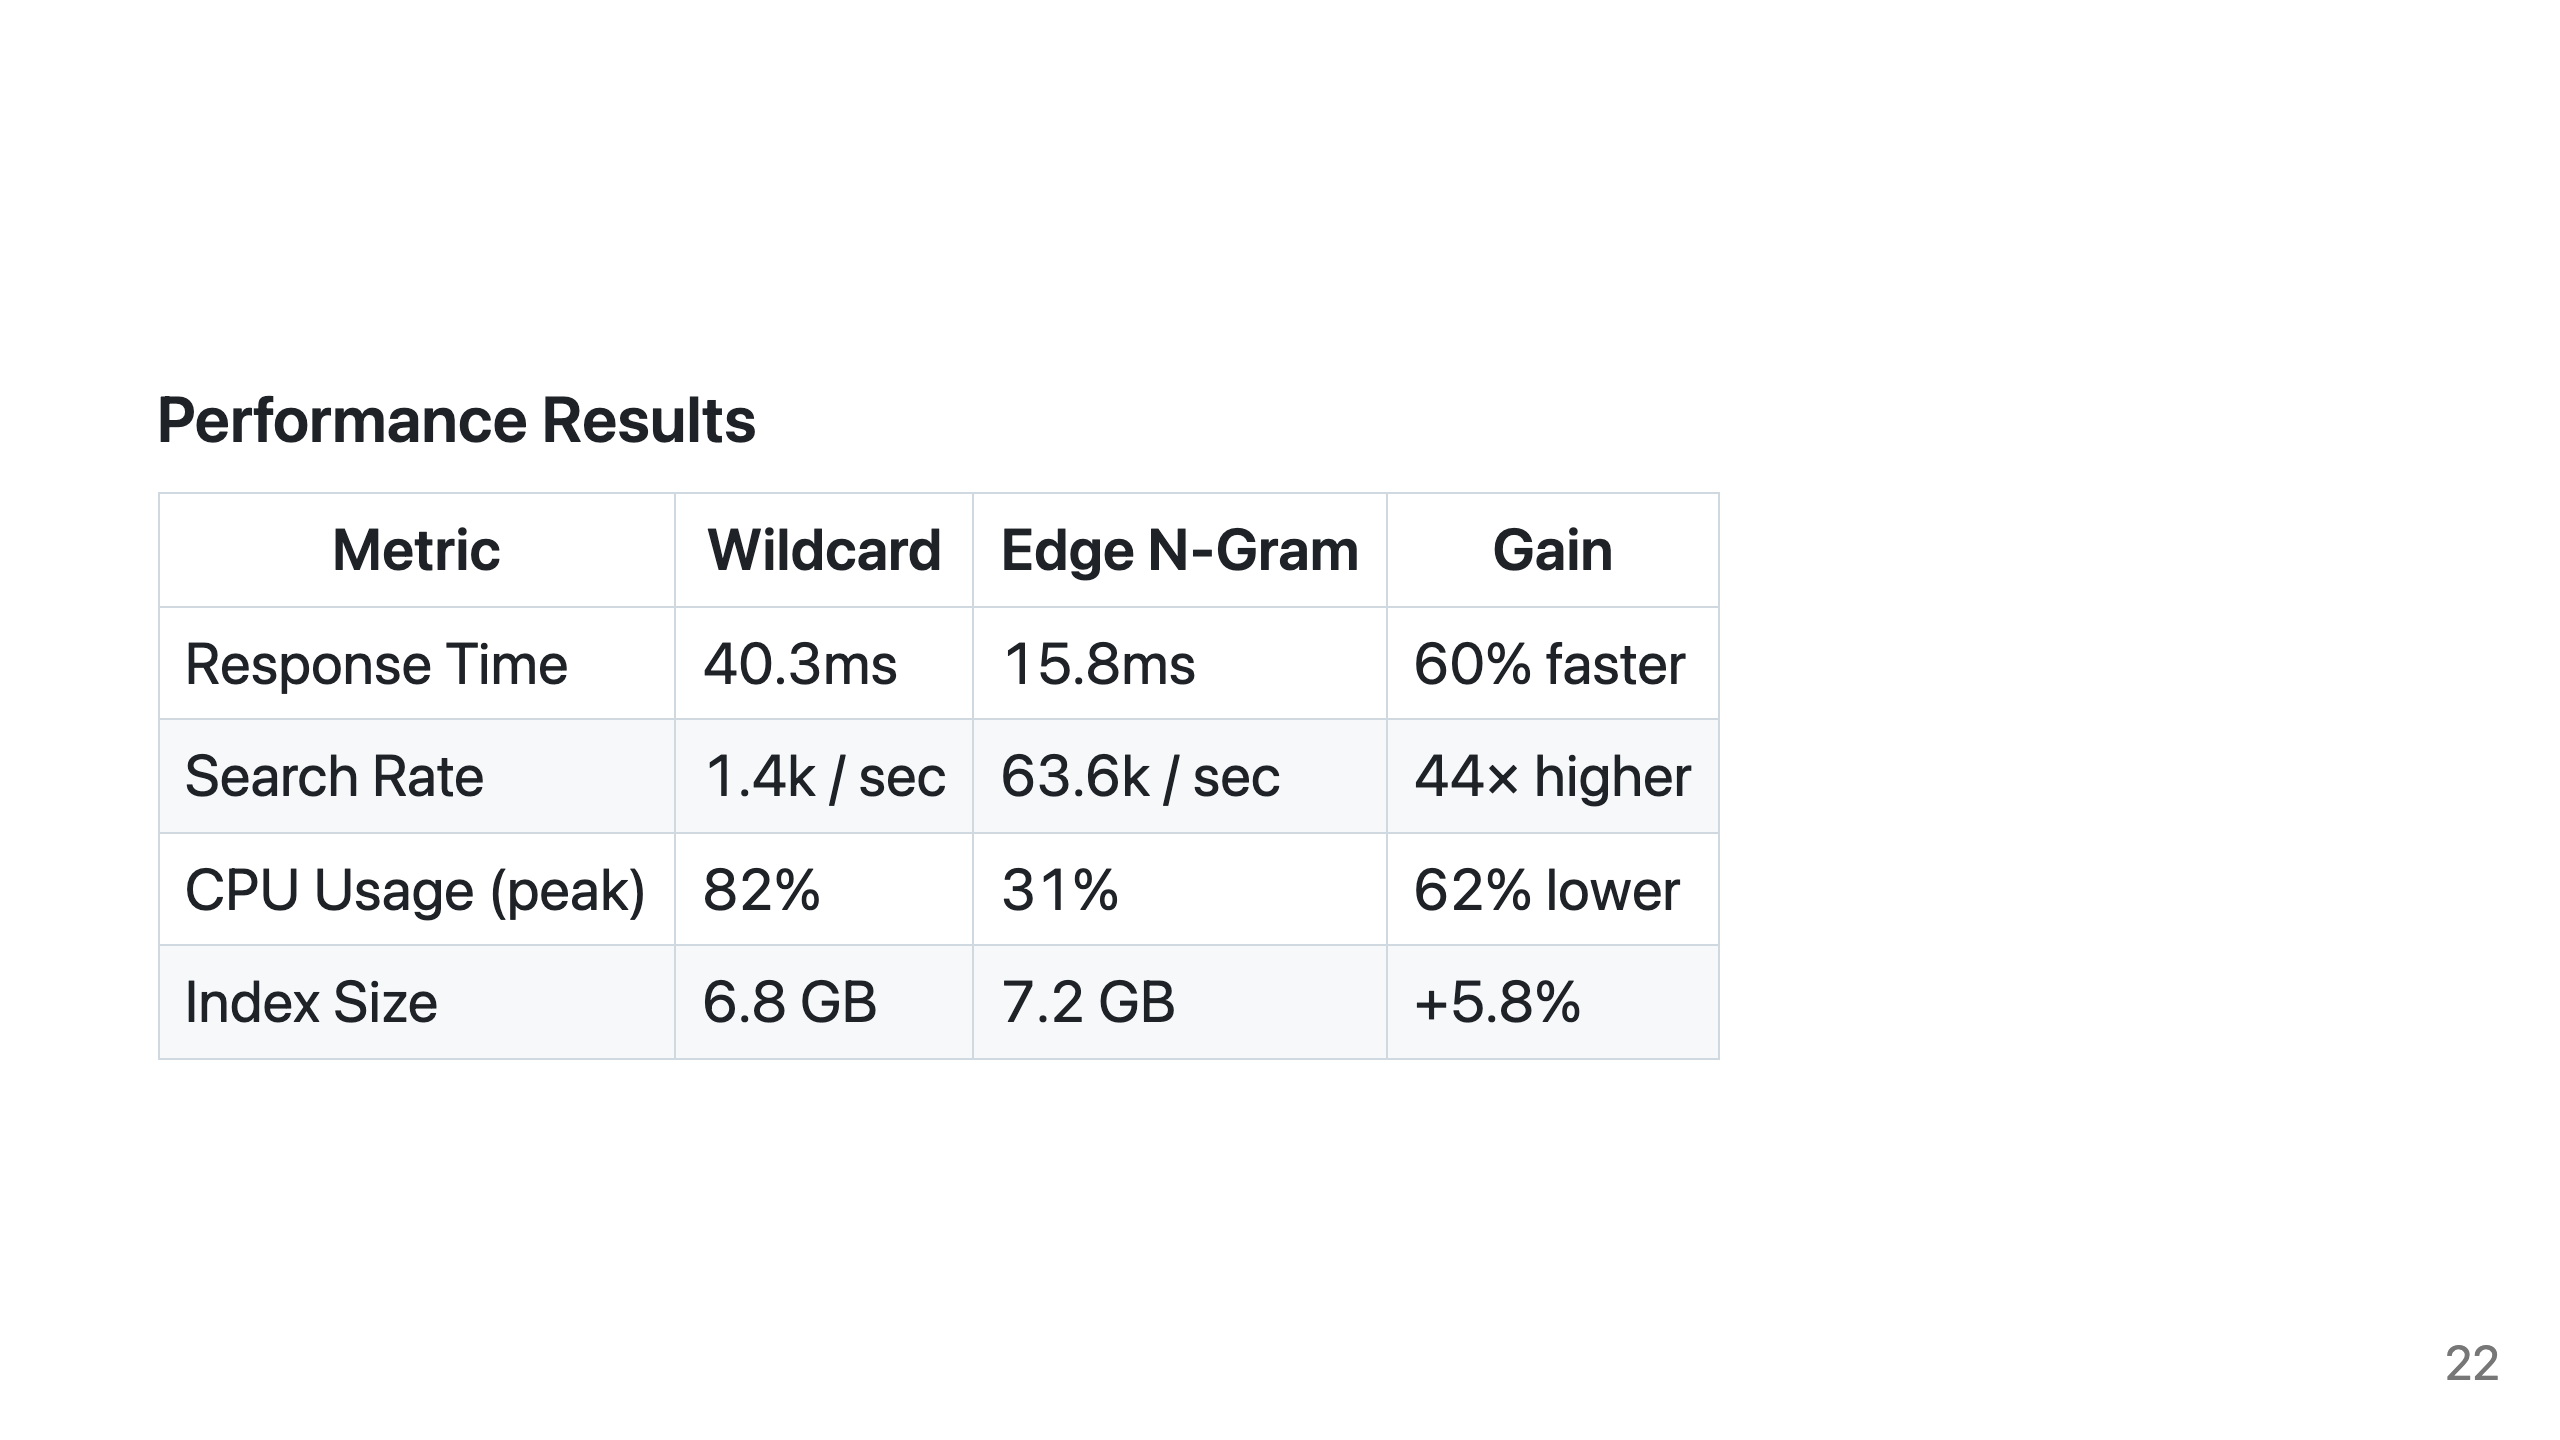 Performance Results
Metric Wildcard Edge N-Gram Gain
Response Time 40.3ms 15.8ms 60% faster
Search Rate 1.4k / sec 63.6k / sec 44× higher
CPU Usage (peak) 82% 31% 62% lower
Index Size 6.8 GB 7.2 GB +5.8%
22